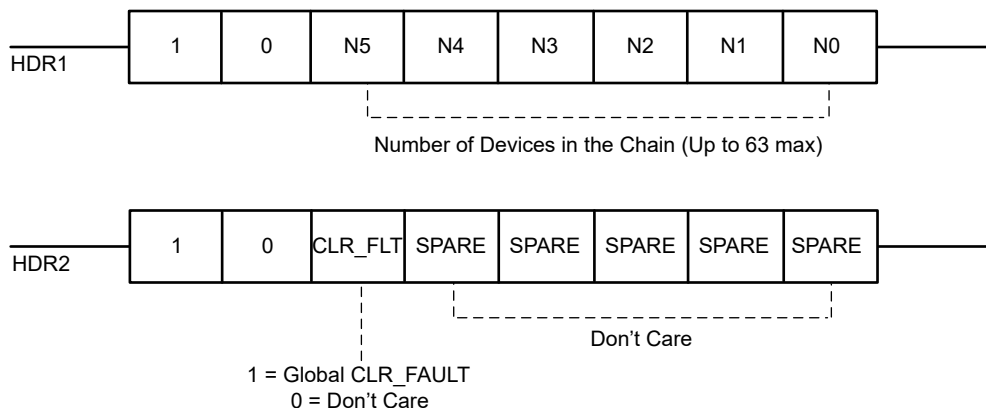 HDR1
1 0 N5 N4 N3 N2 N1 N0
Number of Devices in the Chain (Up to 63 max)
HDR2
1 0 CLR_FLT SPARE SPARE SPARE SPARE SPARE
Don't Care
1 = Global CLR_FAULT
0 = Don't Care